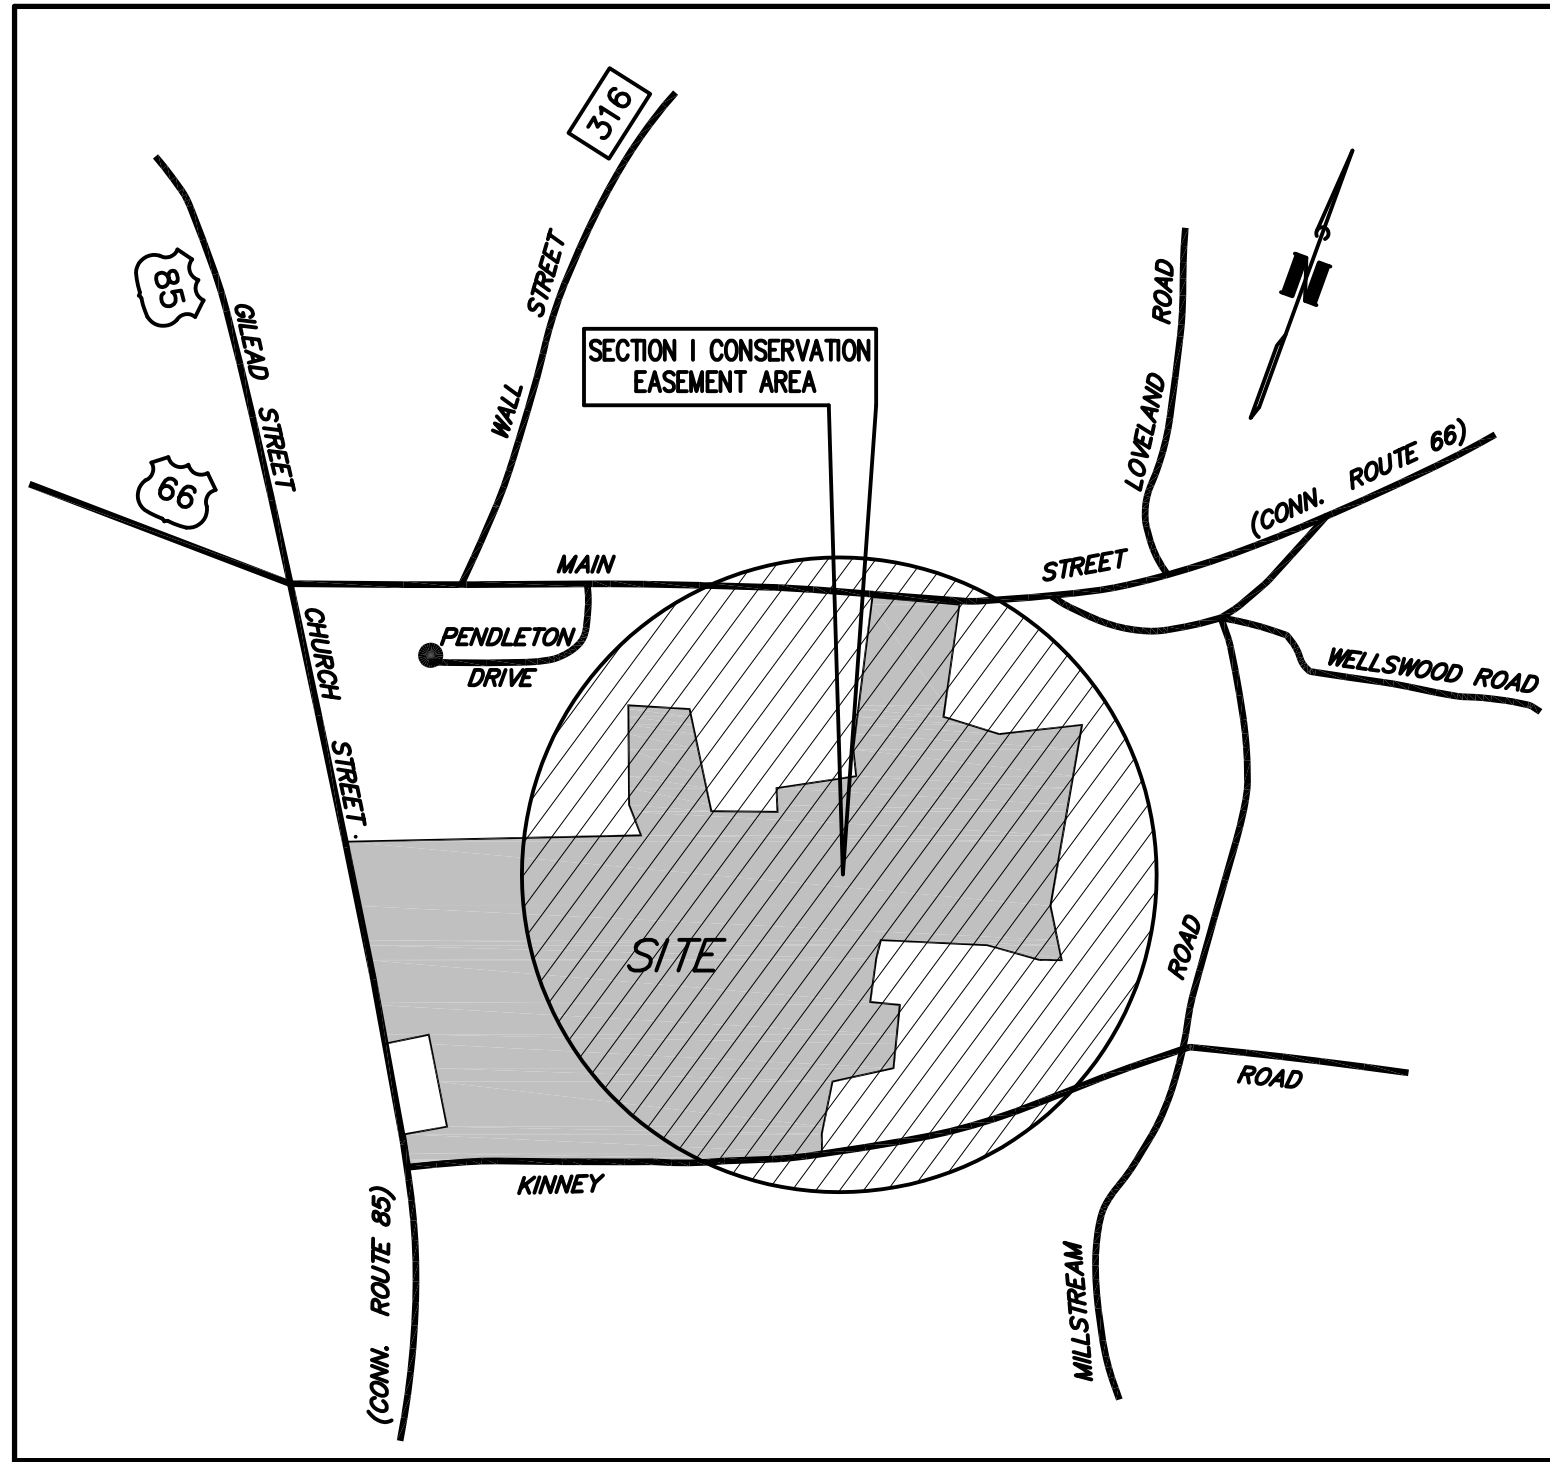 316
85
GILEAD STREET
66
WALL STREET
SECTION I CONSERVATION
EASEMENT AREA
LOVELAND ROAD
N
MAIN STREET (CONN. ROUTE 66)
PENDLETON
DRIVE
WELLSWOOD ROAD
CHURCH STREET
SITE
MILLSTREAM ROAD
KINNEY ROAD
(CONN. ROUTE 85)